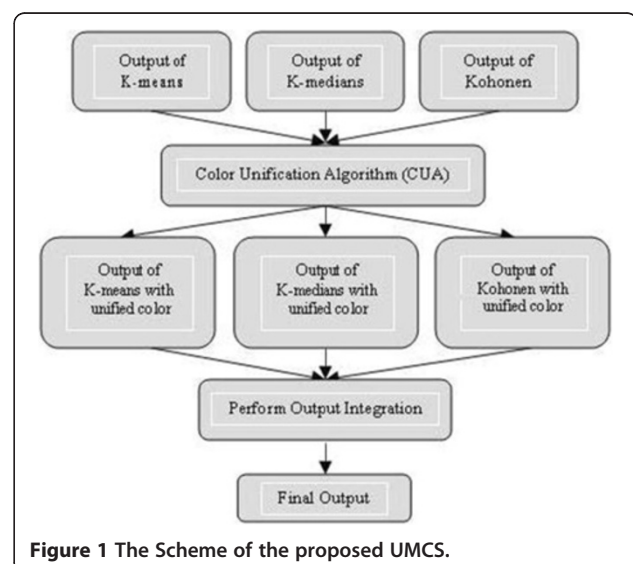 Output of
K-means
Output of
K-medians
Output of
Kohonen
Color Unification Algorithm (CUA)
Output of
K-means with
unified color
Output of
K-medians with
unified color
Output of
Kohonen with
unified color
Perform Output Integration
Final Output
Figure 1 The Scheme of the proposed UMCS.